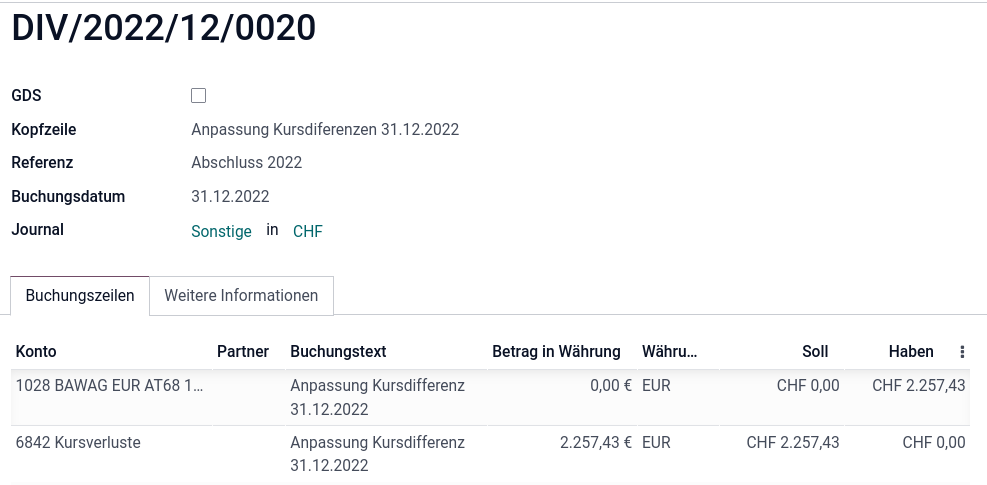 DIV/2022/12/0020
GDS
Kopfzeile Anpassung Kursdiferenzen 31.12.2022
Referenz Abschluss 2022
Buchungsdatum 31.12.2022
Journal Sonstige in CHF
Buchungszeilen Weitere Informationen
Konto Partner Buchungstext Betrag in Währung Währu... Soll Haben
1028 BAWAG EUR AT68 1... Anpassung Kursdifferenz 0,00 € EUR CHF 0,00 CHF 2.257,43
31.12.2022
6842 Kursverluste Anpassung Kursdifferenz 2.257,43 € EUR CHF 2.257,43 CHF 0,00
31.12.2022